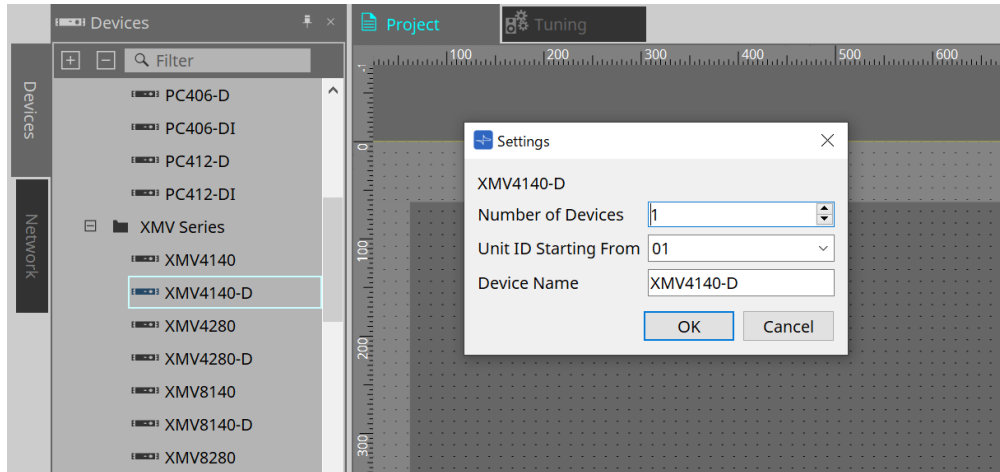 Devices
Project
Tuning
Filter
100
200
300
400
500
600
Devices
Network
PC406-D
PC406-DI
PC412-D
PC412-DI
XMV Series
XMV4140
XMV4140-D
XMV4280
XMV4280-D
XMV8140
XMV8140-D
XMV8280
0
100
200
300
Settings
XMV4140-D
Number of Devices 1
Unit ID Starting From 01
Device Name XMV4140-D
OK Cancel